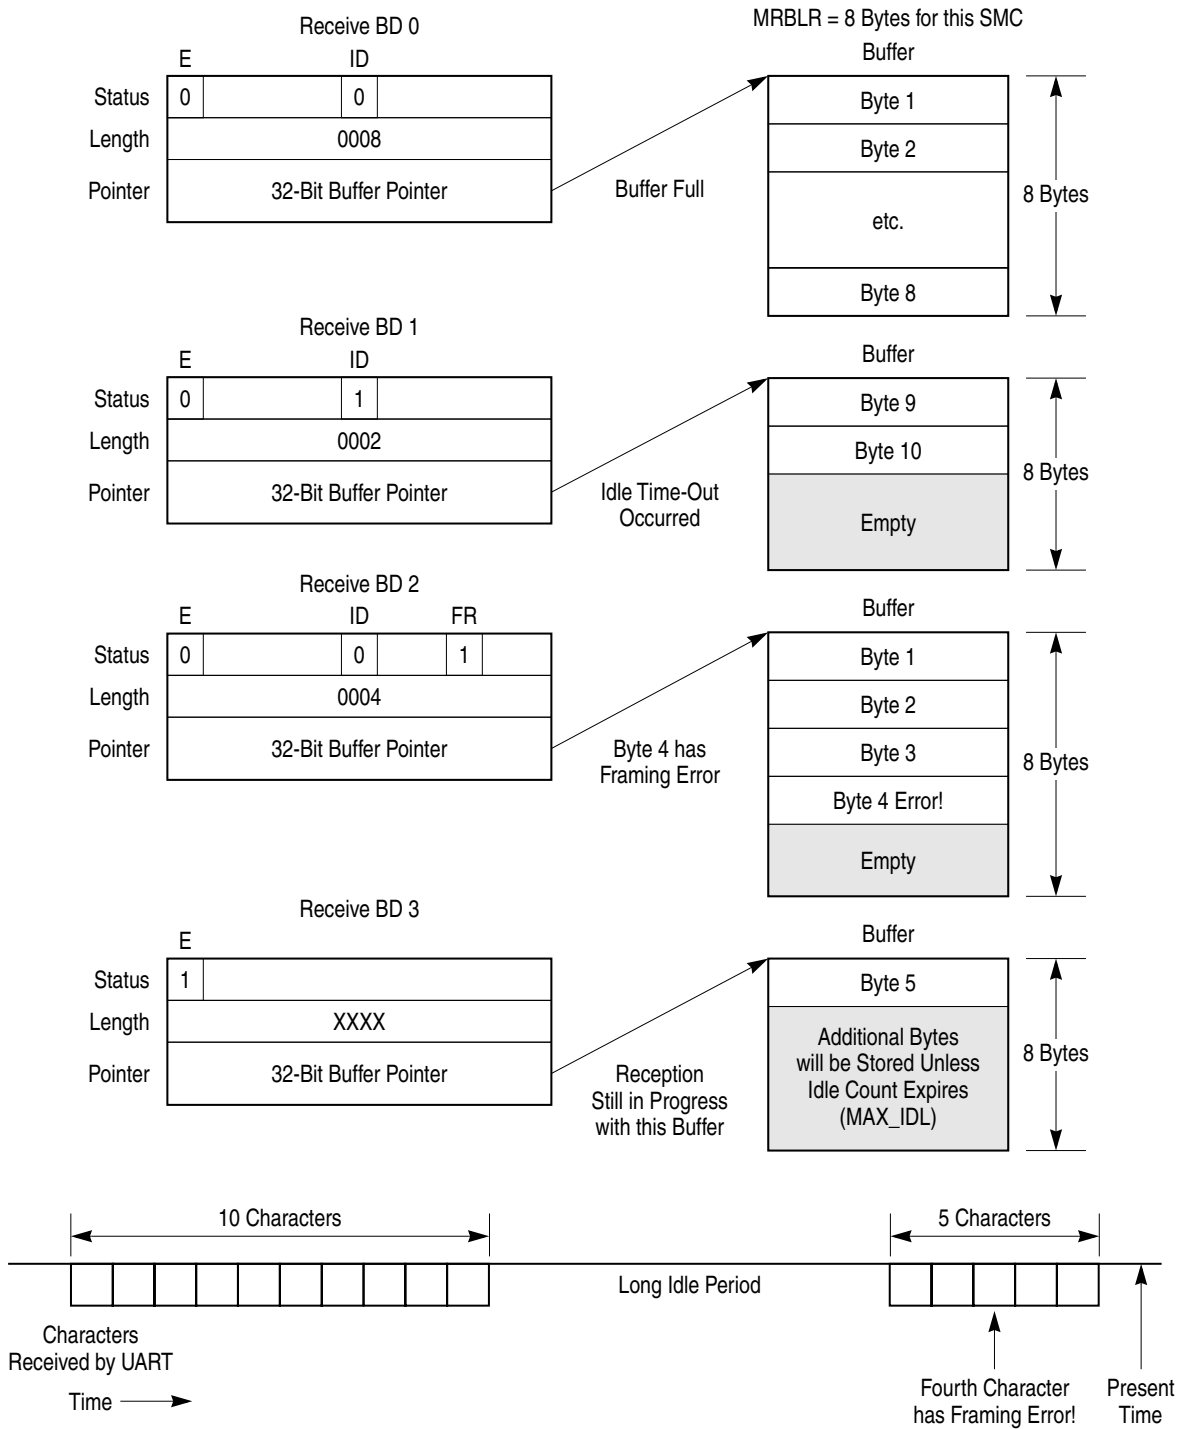 MRBLR = 8 Bytes for this SMC
Receive BD 0
Buffer
E ID
Status 0 0
Length 0008
Pointer 32-Bit Buffer Pointer
Buffer Full
Byte 1
Byte 2
etc.
Byte 8
8 Bytes
Receive BD 1
Buffer
E ID
Status 0 1
Length 0002
Pointer 32-Bit Buffer Pointer
Idle Time-Out
Occurred
Byte 9
Byte 10
Empty
8 Bytes
Receive BD 2
Buffer
E ID FR
Status 0 0 1
Length 0004
Pointer 32-Bit Buffer Pointer
Byte 4 has
Framing Error
Byte 1
Byte 2
Byte 3
Byte 4 Error!
Empty
8 Bytes
Receive BD 3
Buffer
E
Status 1
Length XXXX
Pointer 32-Bit Buffer Pointer
Reception
Still in Progress
with this Buffer
Byte 5
Additional Bytes
will be Stored Unless
Idle Count Expires
(MAX_IDL)
8 Bytes
10 Characters
5 Characters
Long Idle Period
Characters
Received by UART
Time
Fourth Character
has Framing Error!
Present
Time